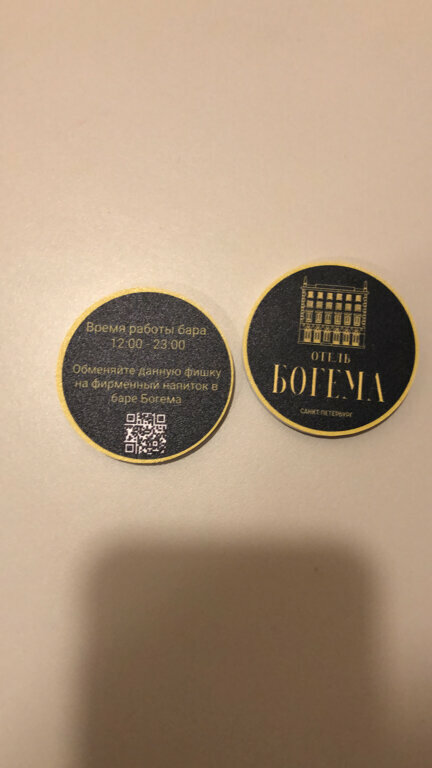 Время работы бара:
12:00 - 23:00
Обменяйте данную фишку
на фирменный напиток в
баре Богема
ОТЕЛЬ
БОГЕМА
САНКТ-ПЕТЕРБУРГ